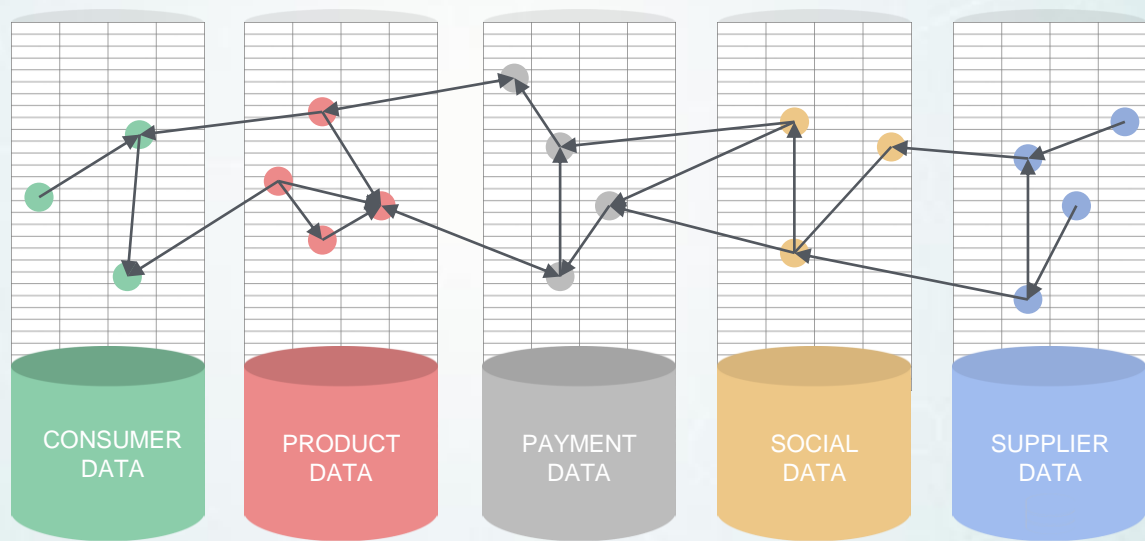 CONSUMER
DATA
PRODUCT
DATA
PAYMENT
DATA
SOCIAL
DATA
SUPPLIER
DATA